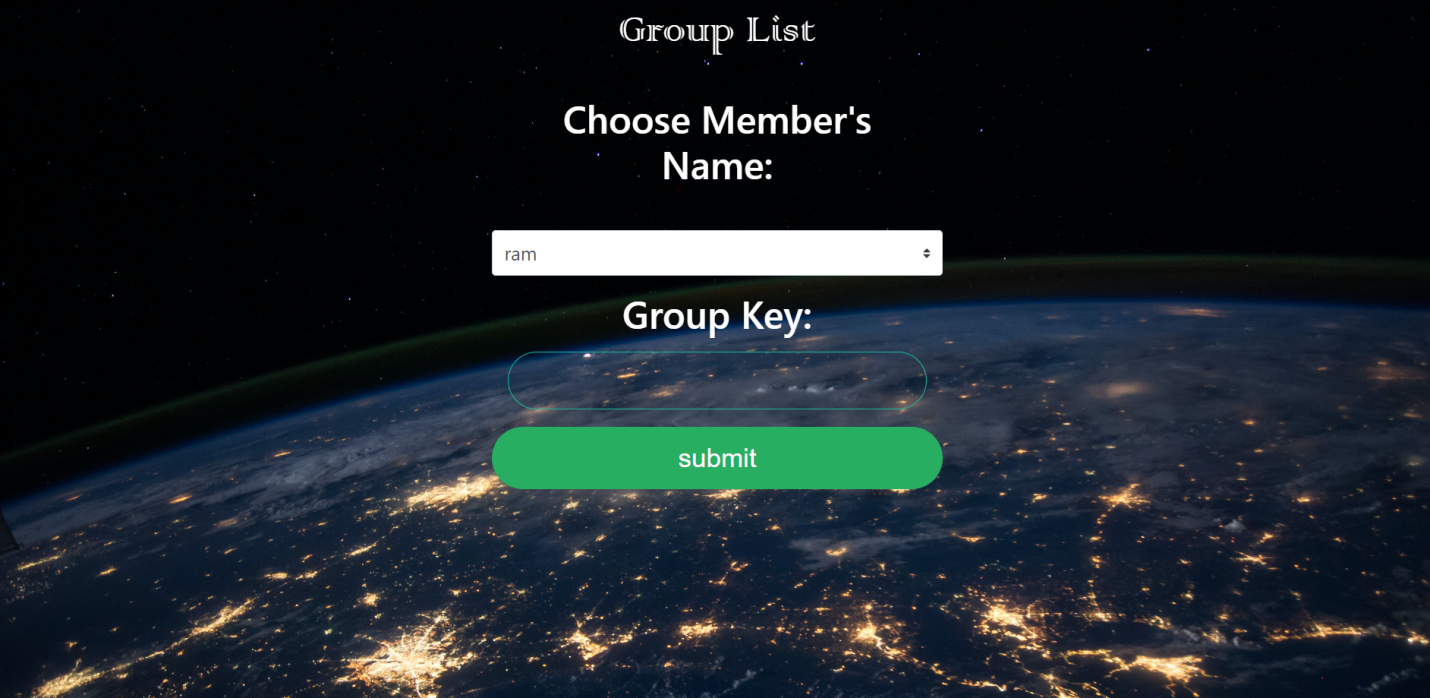 Group List
Choose Member's
Name:
ram
Group Key:
submit